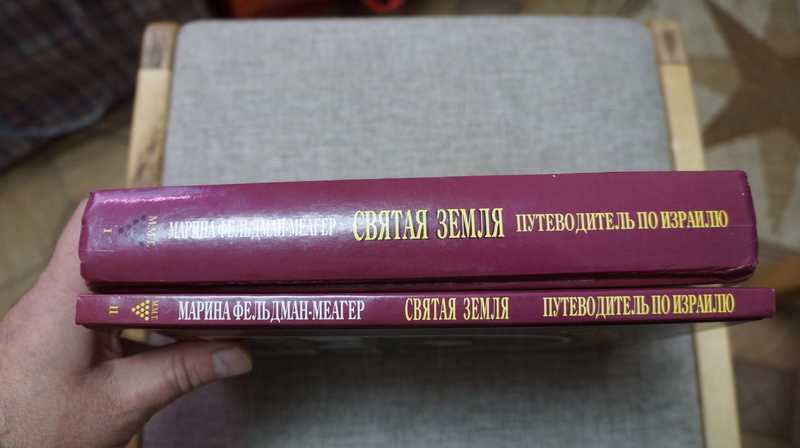 I М.М.Т. МАРИНА ФЕЛЬДМАН-МЕАГЕР СВЯТАЯ ЗЕМЛЯ ПУТЕВОДИТЕЛЬ ПО ИЗРАИЛЮ
II М.М.Т. МАРИНА ФЕЛЬДМАН-МЕАГЕР СВЯТАЯ ЗЕМЛЯ ПУТЕВОДИТЕЛЬ ПО ИЗРАИЛЮ